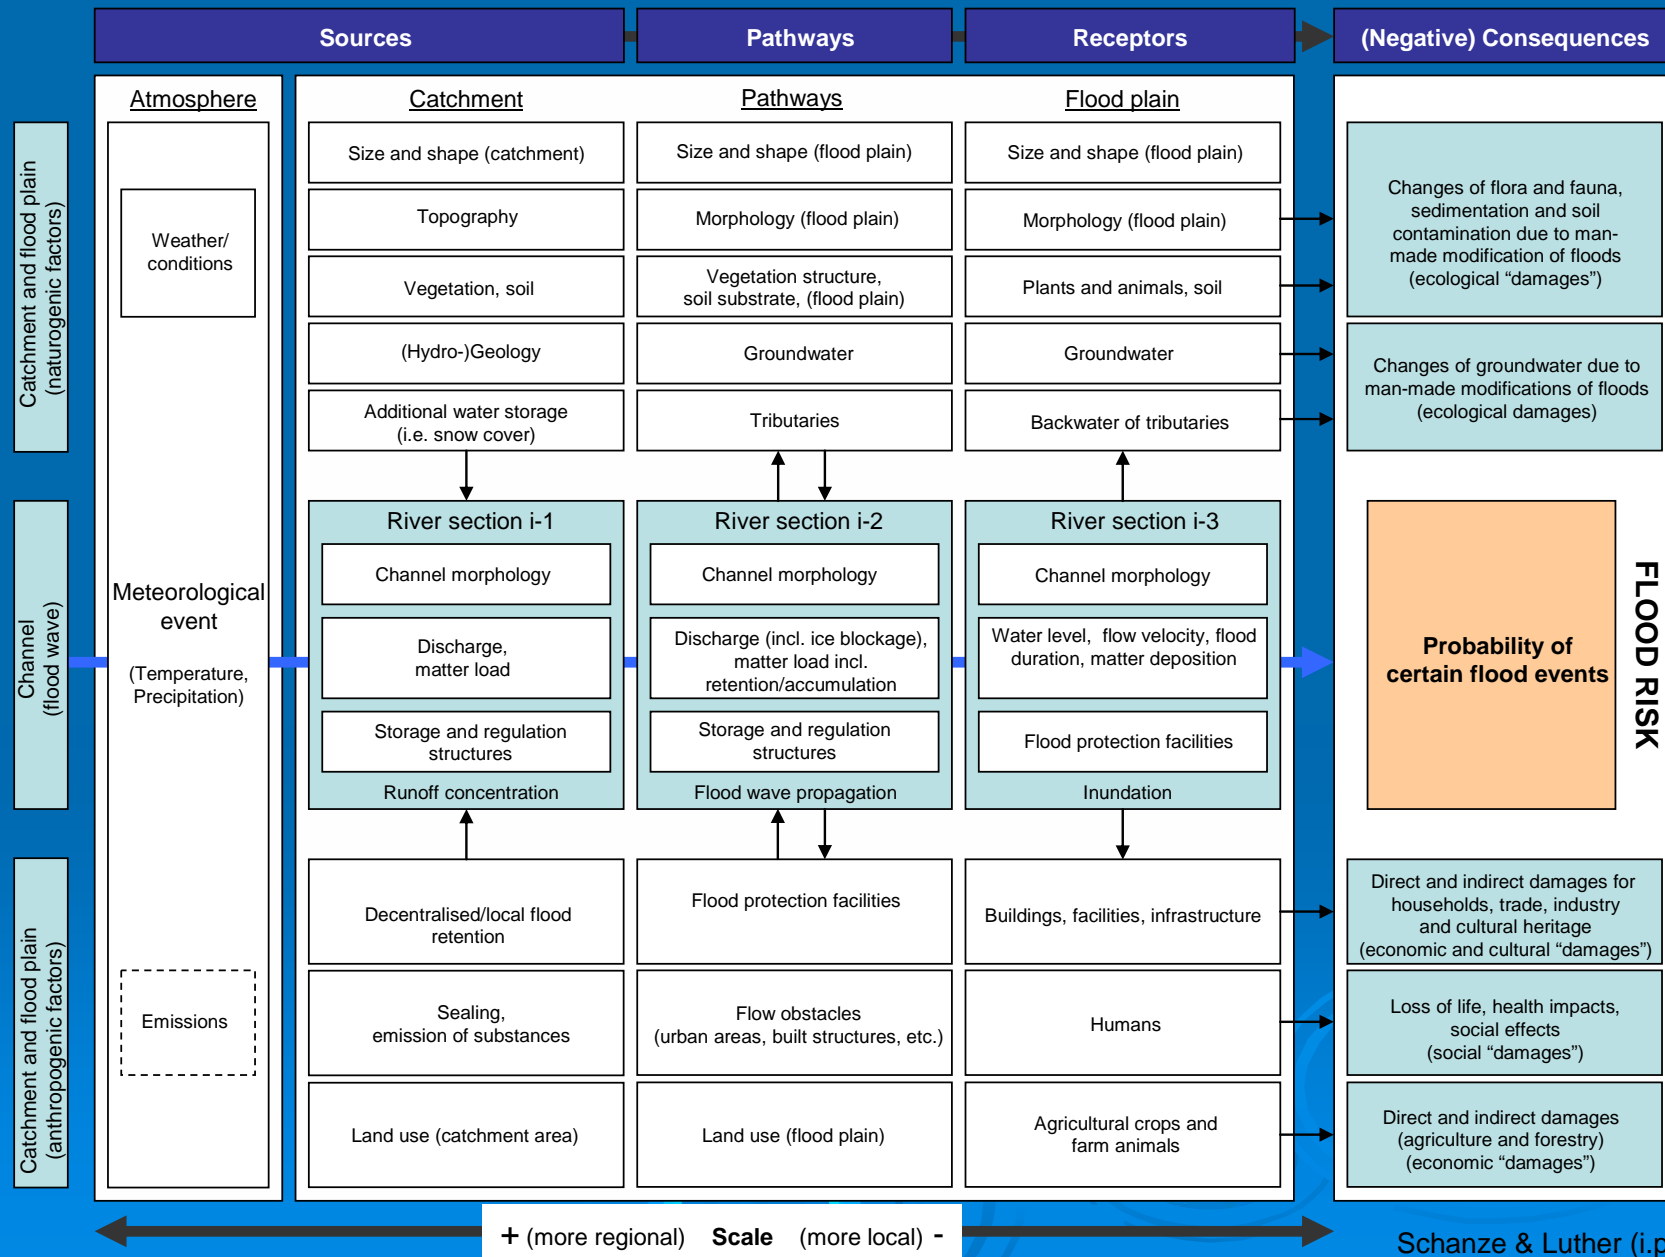 Sources
Pathways
Receptors
(Negative) Consequences
Atmosphere
Catchment
Pathways
Flood plain
Catchment and flood plain
(naturogenic factors)
Weather/
conditions
Size and shape (catchment)
Size and shape (flood plain)
Size and shape (flood plain)
Topography
Morphology (flood plain)
Morphology (flood plain)
Changes of flora and fauna,
sedimentation and soil
contamination due to man-
made modification of floods
(ecological “damages”)
Vegetation, soil
Vegetation structure,
soil substrate, (flood plain)
Plants and animals, soil
(Hydro-)Geology
Groundwater
Groundwater
Changes of groundwater due to
man-made modifications of floods
(ecological damages)
Additional water storage
(i.e. snow cover)
Tributaries
Backwater of tributaries
Channel
(flood wave)
Meteorological
event
(Temperature,
Precipitation)
River section i-1
Channel morphology
Discharge,
matter load
Storage and regulation
structures
Runoff concentration
River section i-2
Channel morphology
Discharge (incl. ice blockage),
matter load incl.
retention/accumulation
Storage and regulation
structures
Flood wave propagation
River section i-3
Channel morphology
Water level, flow velocity, flood
duration, matter deposition
Flood protection facilities
Inundation
Probability of
certain flood events
FLOOD RISK
Catchment and flood plain
(anthropogenic factors)
Emissions
Decentralised/local flood
retention
Flood protection facilities
Buildings, facilities, infrastructure
Direct and indirect damages for
households, trade, industry
and cultural heritage
(economic and cultural “damages”)
Sealing,
emission of substances
Flow obstacles
(urban areas, built structures, etc.)
Humans
Loss of life, health impacts,
social effects
(social “damages”)
Land use (catchment area)
Land use (flood plain)
Agricultural crops and
farm animals
Direct and indirect damages
(agriculture and forestry)
(economic “damages”)
+ (more regional) Scale (more local) -
Schanze & Luther (i.p